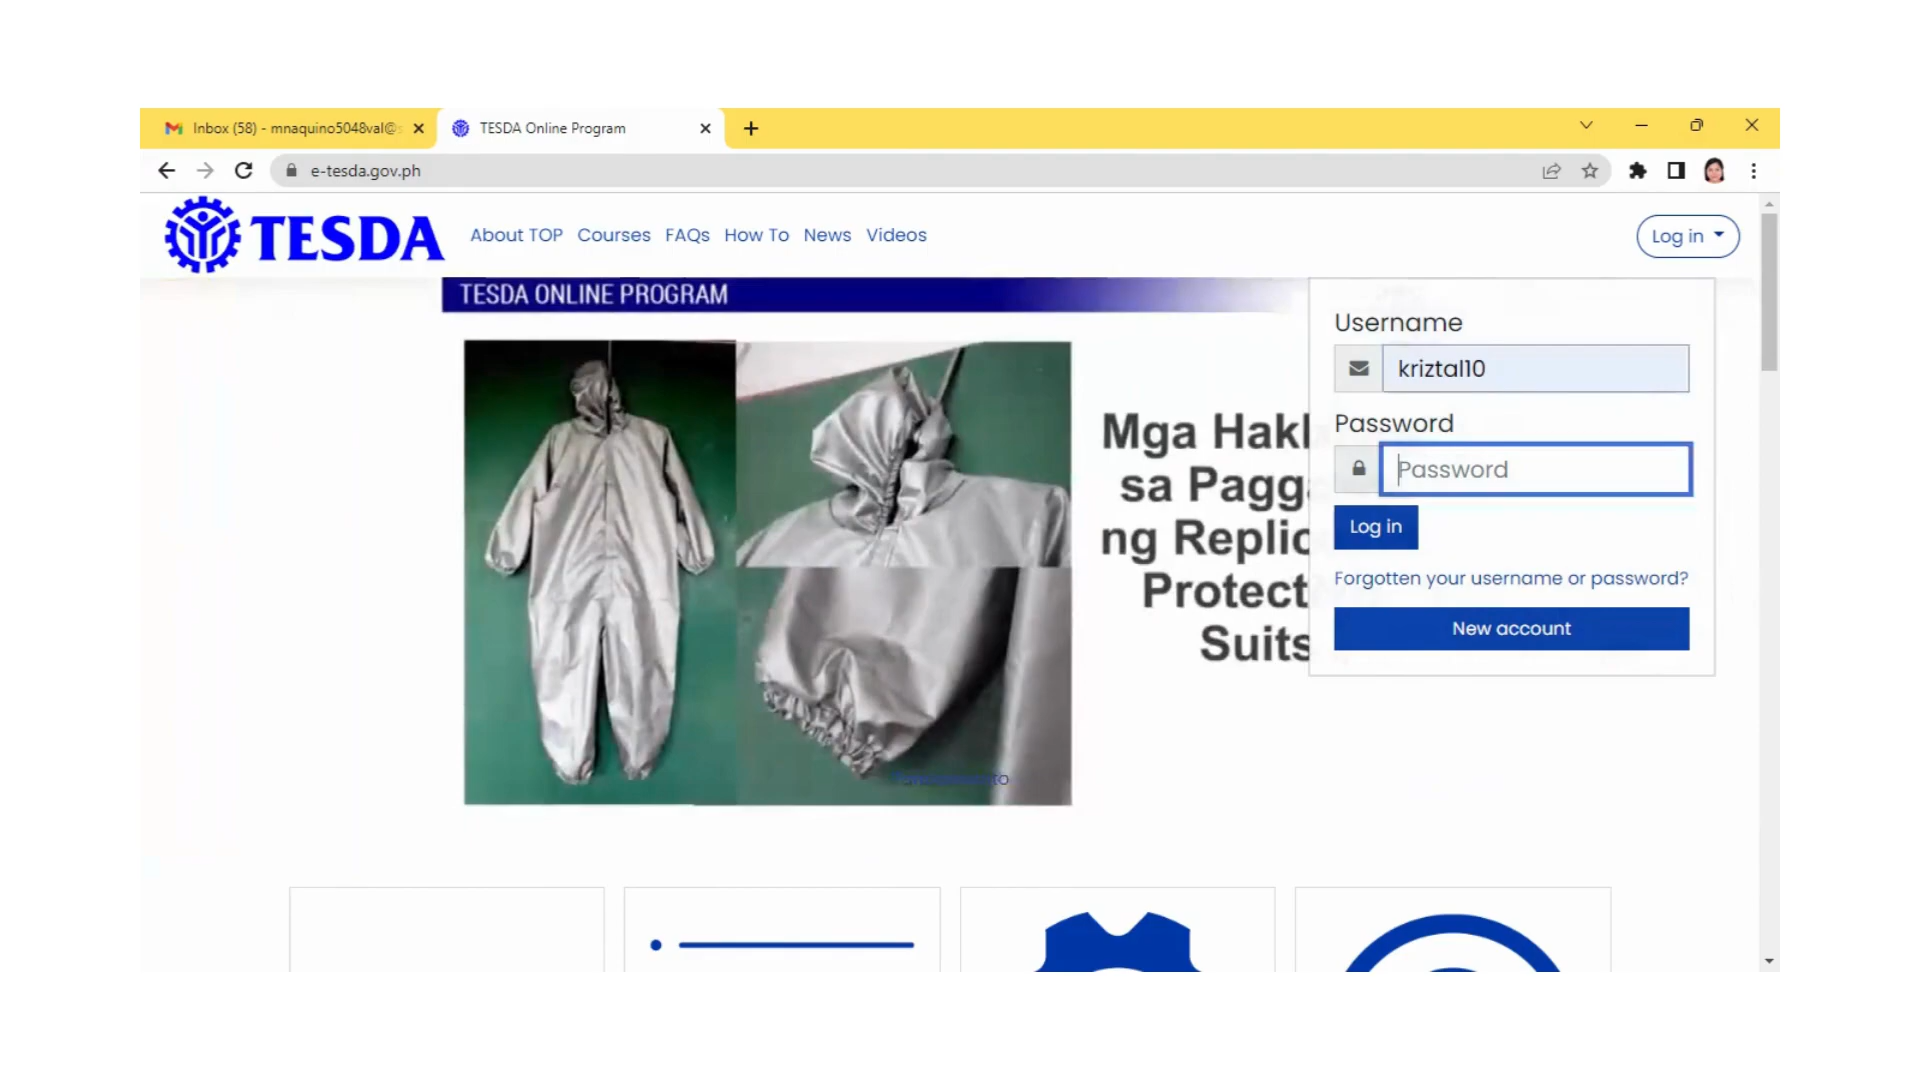 Inbox (58) - mnaquino5048val@
TESDA Online Program
e-tesda.gov.ph
TESDA
About TOP Courses FAQs How To News Videos
Log in
TESDA ONLINE PROGRAM
Mga Hak
sa Pagg
ng Replic
Protect
Suits
Username
kriztal10
Password
Password
Log in
Forgotten your username or password?
New account